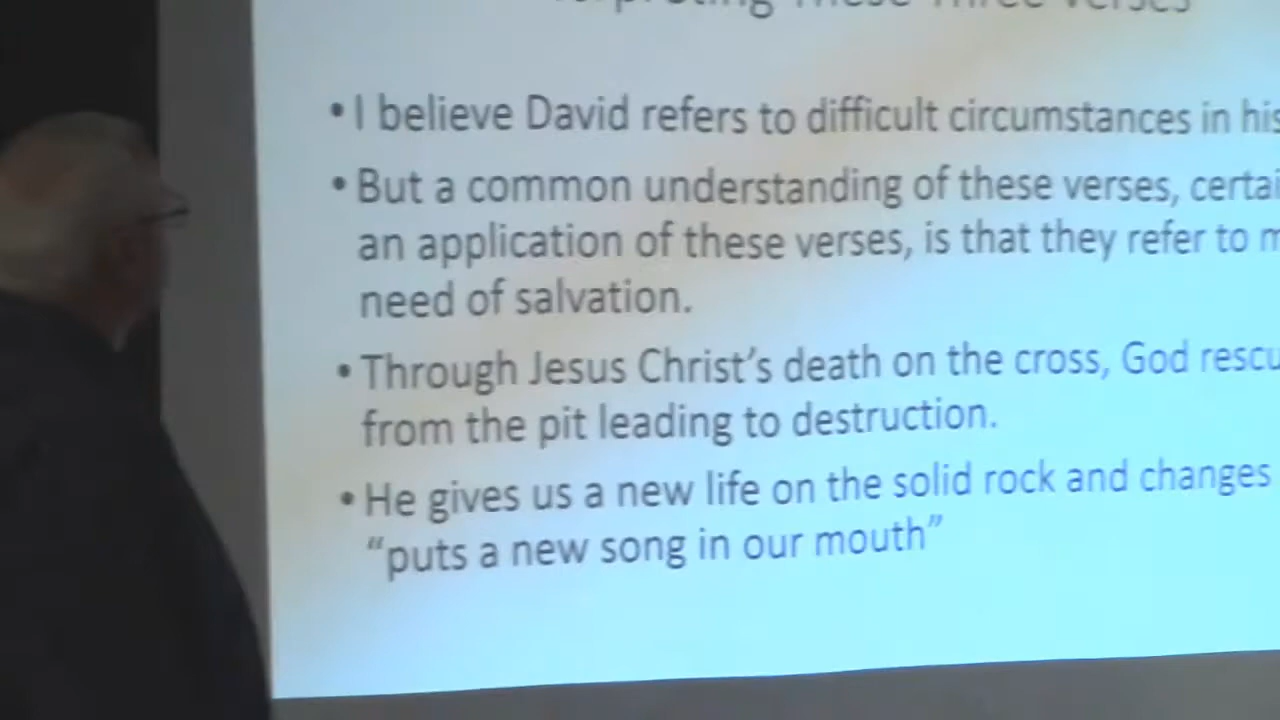 These Three Verses
• I believe David refers to difficult circumstances in his
• But a common understanding of these verses,
an application of these verses, is that they refer to
need of salvation.
• Through Jesus Christ's death on the cross, God
from the pit leading to destruction.
• He gives us a new life on the solid rock and changes
“puts a new song in our mouth”